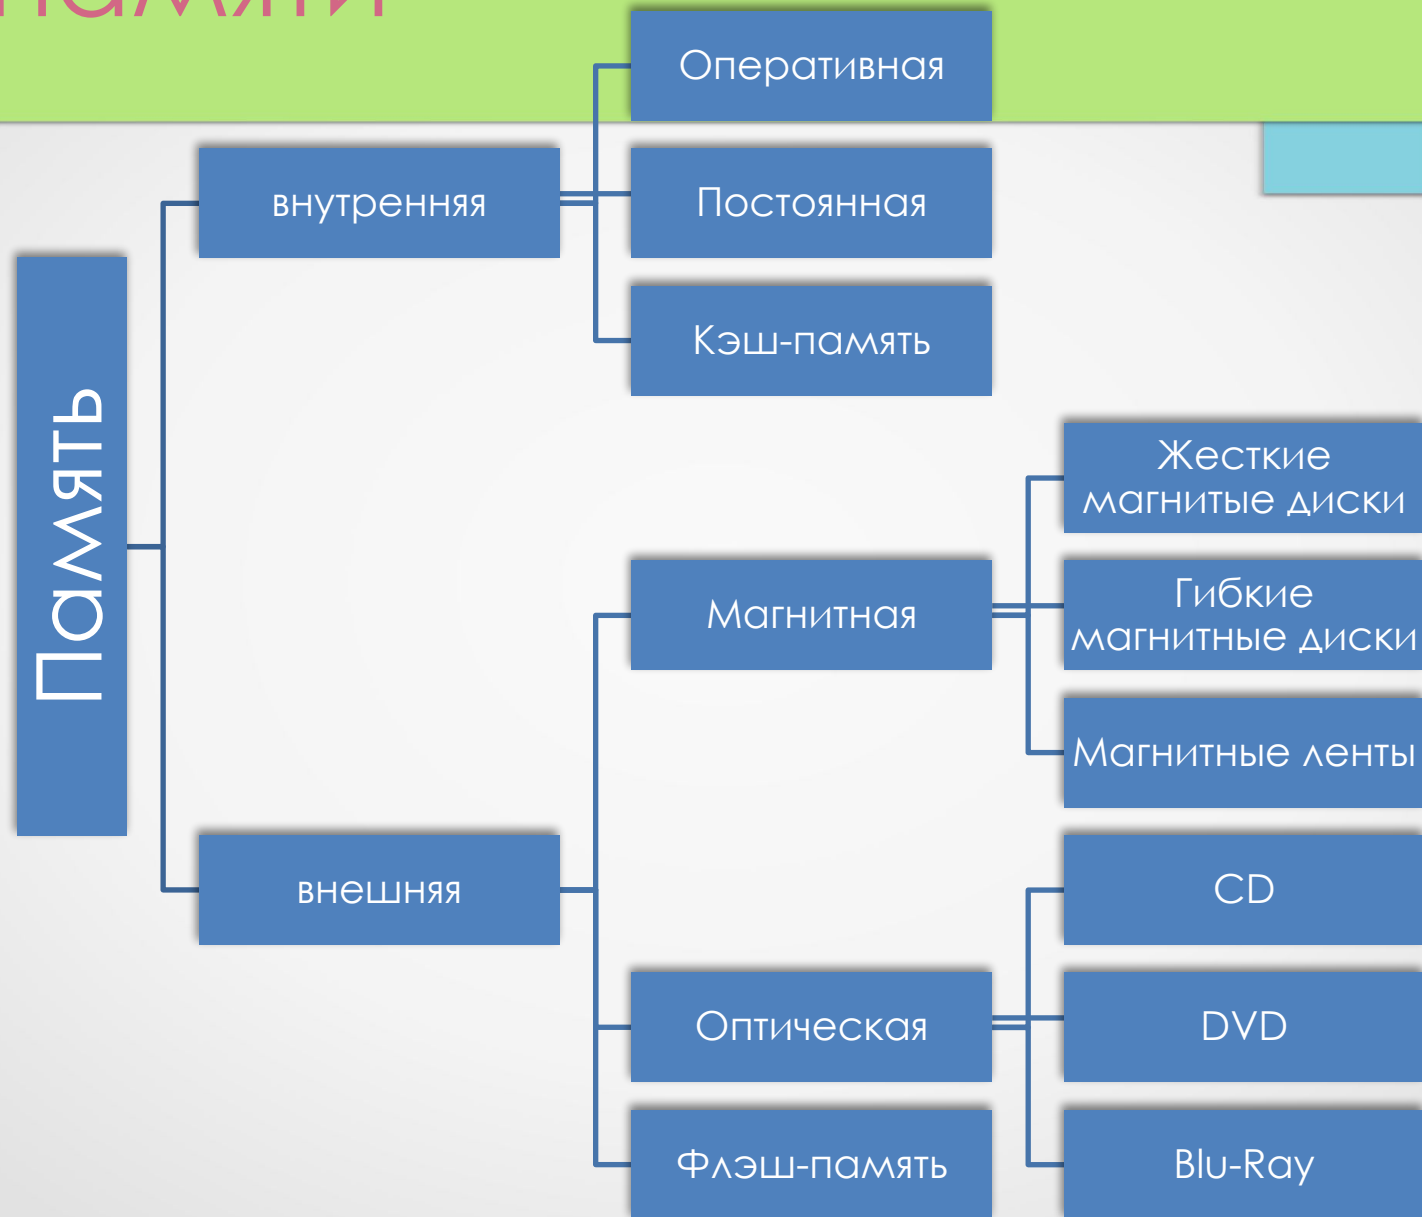 памяти
Память
внутренняя
Оперативная
Постоянная
Кэш-память
внешняя
Магнитная
Жесткие
магнитые диски
Гибкие
магнитные диски
Магнитные ленты
Оптическая
CD
DVD
Blu-Ray
Флэш-память